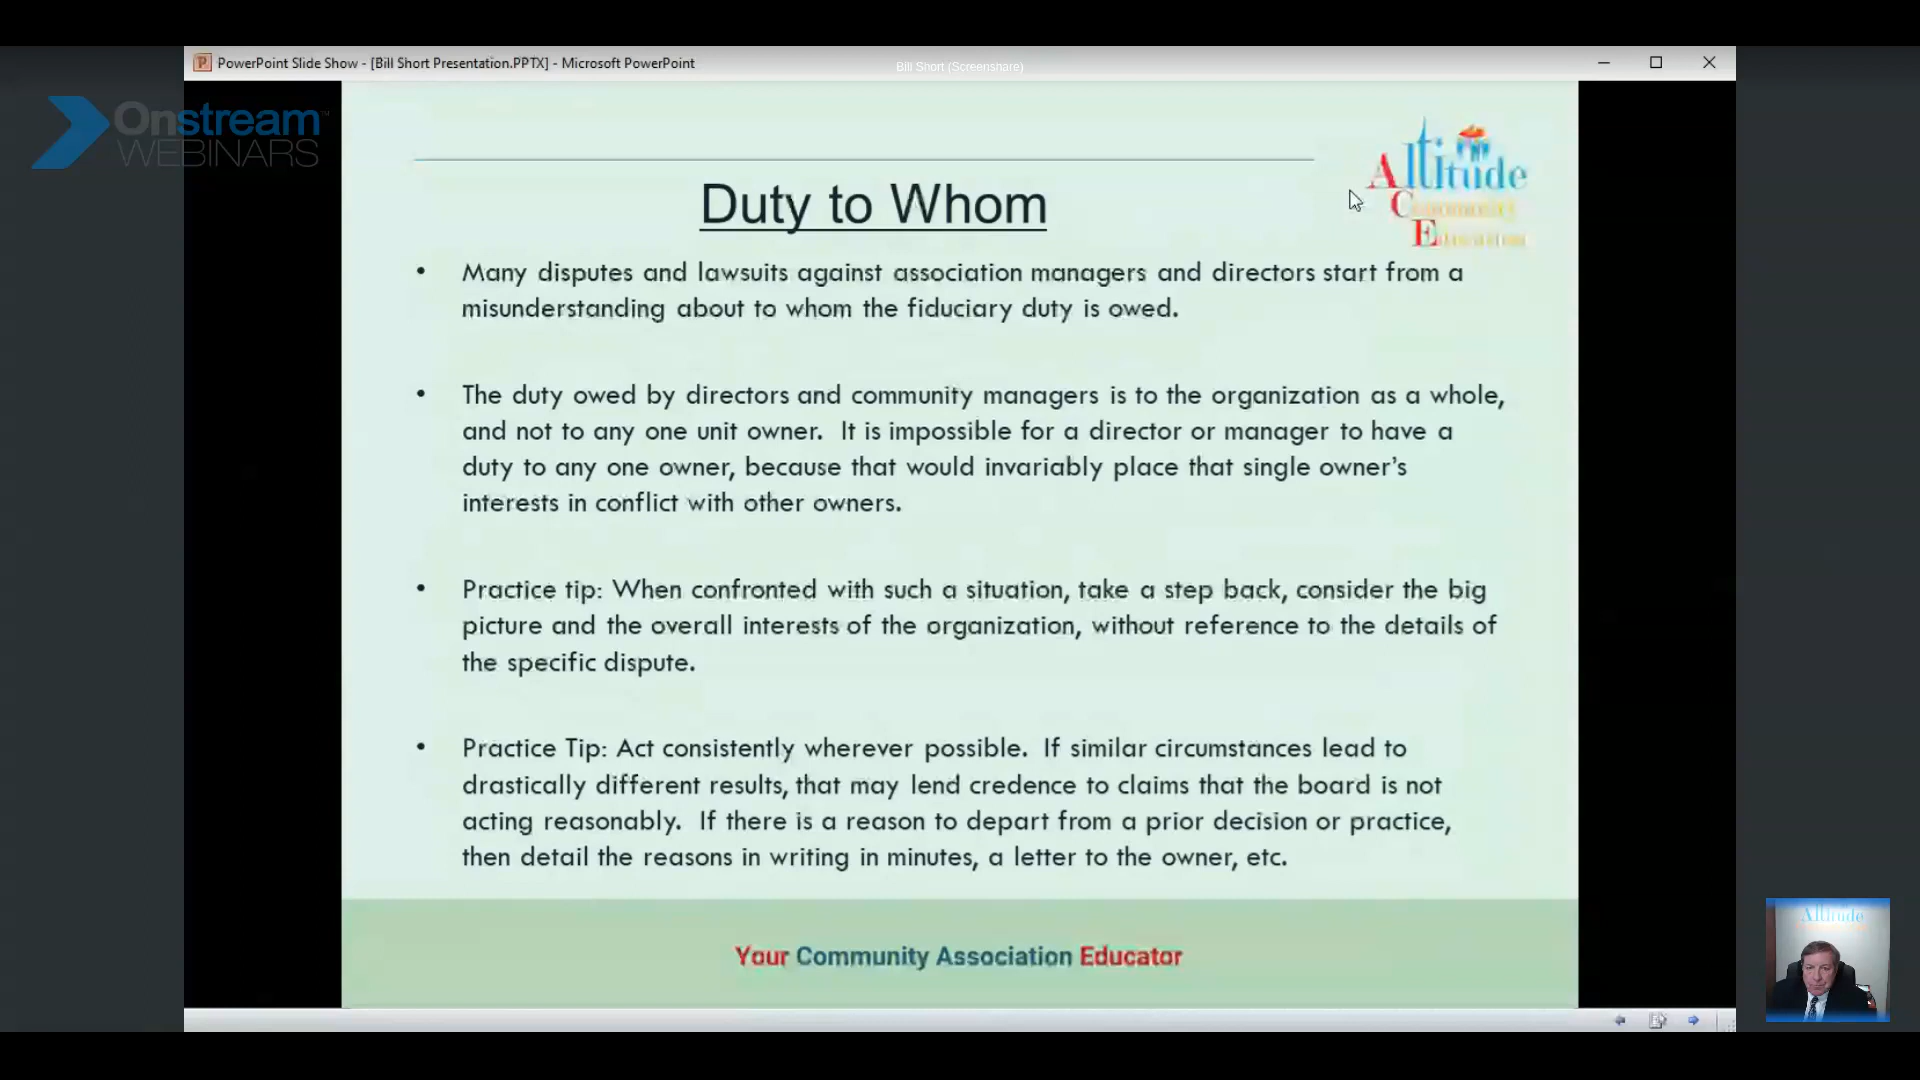 PowerPoint Slide Show - [Bill Short Presentation.PPTX] - Microsoft PowerPoint
Bill Short (Screenshare)
Onstream
WEBINARS
Altitude
Community
Education
Duty to Whom
• Many disputes and lawsuits against association managers and directors start from a
misunderstanding about to whom the fiduciary duty is owed.
• The duty owed by directors and community managers is to the organization as a whole,
and not to any one unit owner. It is impossible for a director or manager to have a
duty to any one owner, because that would invariably place that single owner's
interests in conflict with other owners.
• Practice tip: When confronted with such a situation, take a step back, consider the big
picture and the overall interests of the organization, without reference to the details of
the specific dispute.
• Practice Tip: Act consistently wherever possible. If similar circumstances lead to
drastically different results, that may lend credence to claims that the board is not
acting reasonably. If there is a reason to depart from a prior decision or practice,
then detail the reasons in writing in minutes, a letter to the owner, etc.
Your Community Association Educator
Altitude